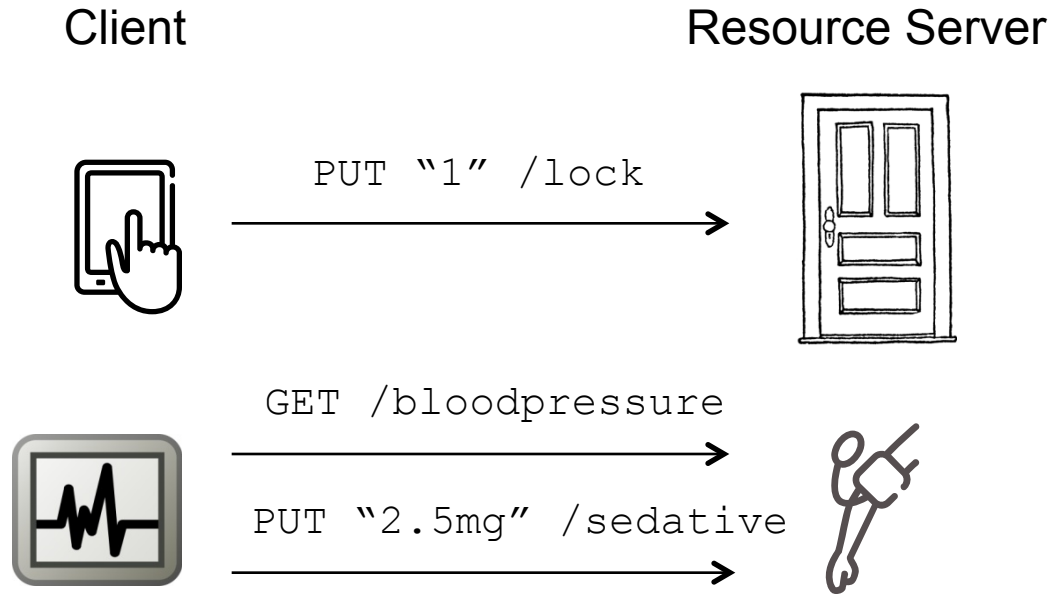 Client
Resource Server
PUT “1” /lock
GET /bloodpressure
PUT “2.5mg” /sedative